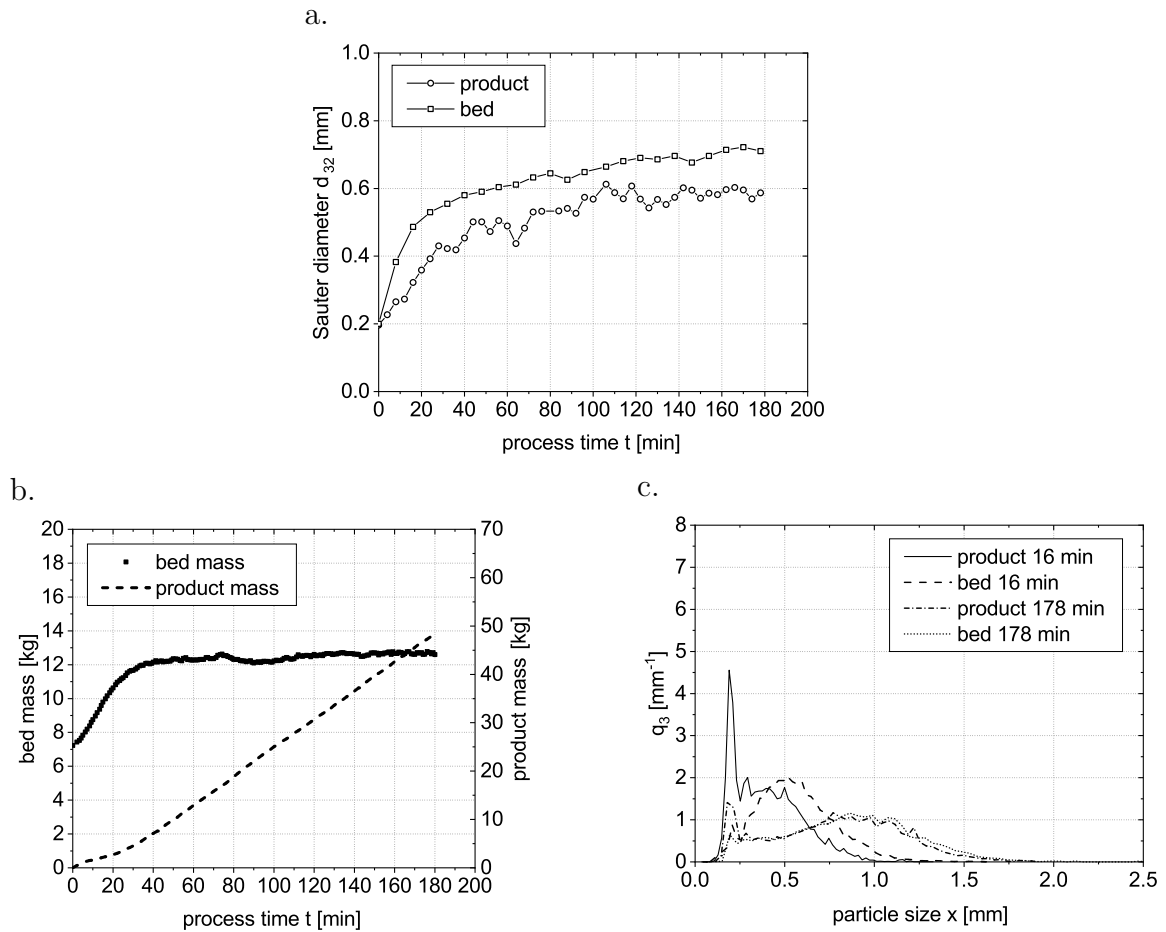 a.
1.0
0.8
0.6
0.4
0.2
0.0
Sauter diameter d32 [mm]
product
bed
0 20 40 60 80 100 120 140 160 180 200
process time t [min]
b.
20
18
16
14
12
10
8
6
4
2
0
bed mass [kg]
bed mass
product mass
70
60
50
40
30
20
10
0
product mass [kg]
0 20 40 60 80 100 120 140 160 180 200
process time t [min]
c.
8
7
6
5
4
3
2
1
0
q3 [mm-1]
product 16 min
bed 16 min
product 178 min
bed 178 min
0.0 0.5 1.0 1.5 2.0 2.5
particle size x [mm]